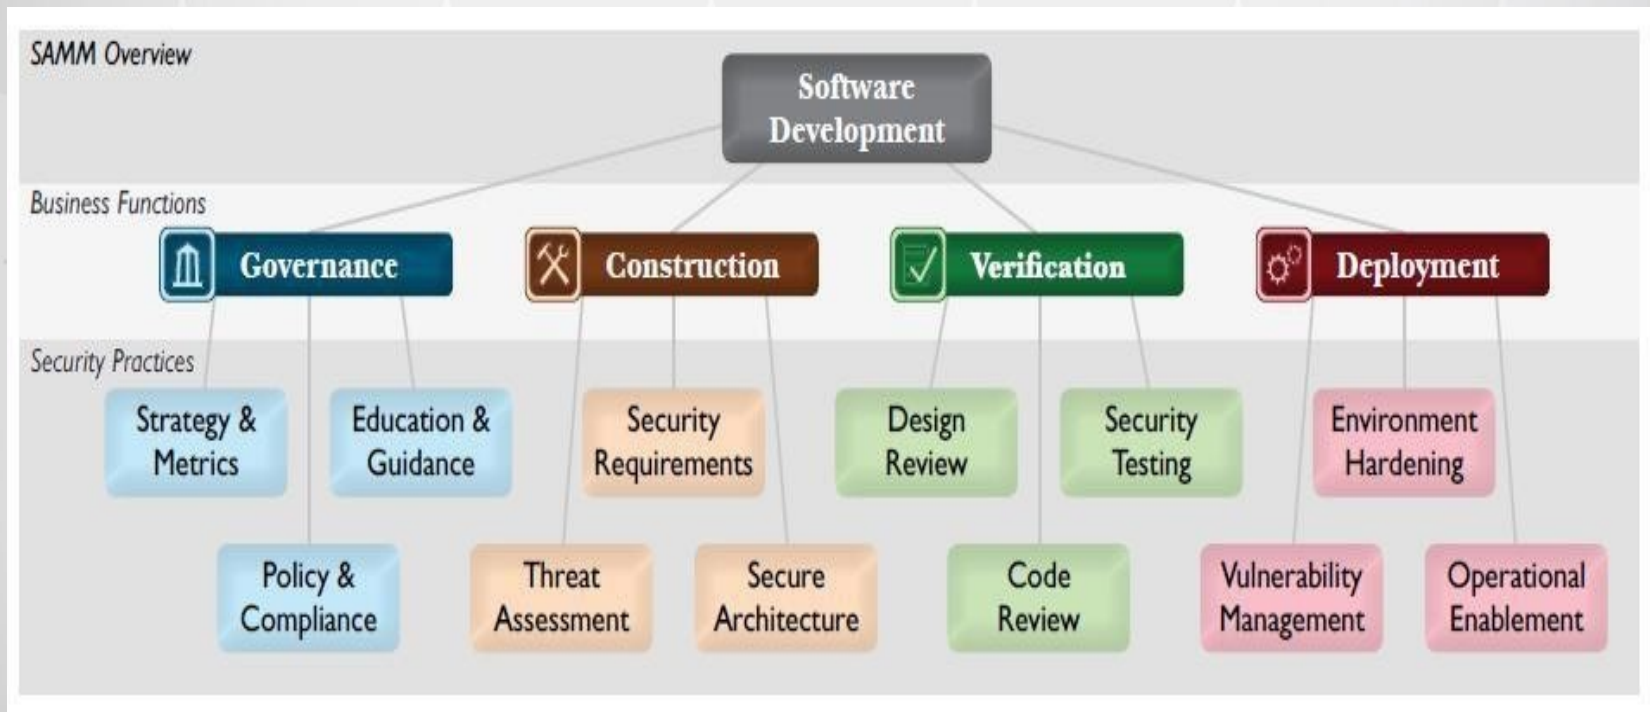 SAMM Overview
Software
Development
Business Functions
Governance
Construction
Verification
Deployment
Security Practices
Strategy &
Metrics
Education &
Guidance
Policy &
Compliance
Security
Requirements
Threat
Assessment
Secure
Architecture
Design
Review
Security
Testing
Code
Review
Environment
Hardening
Vulnerability
Management
Operational
Enablement